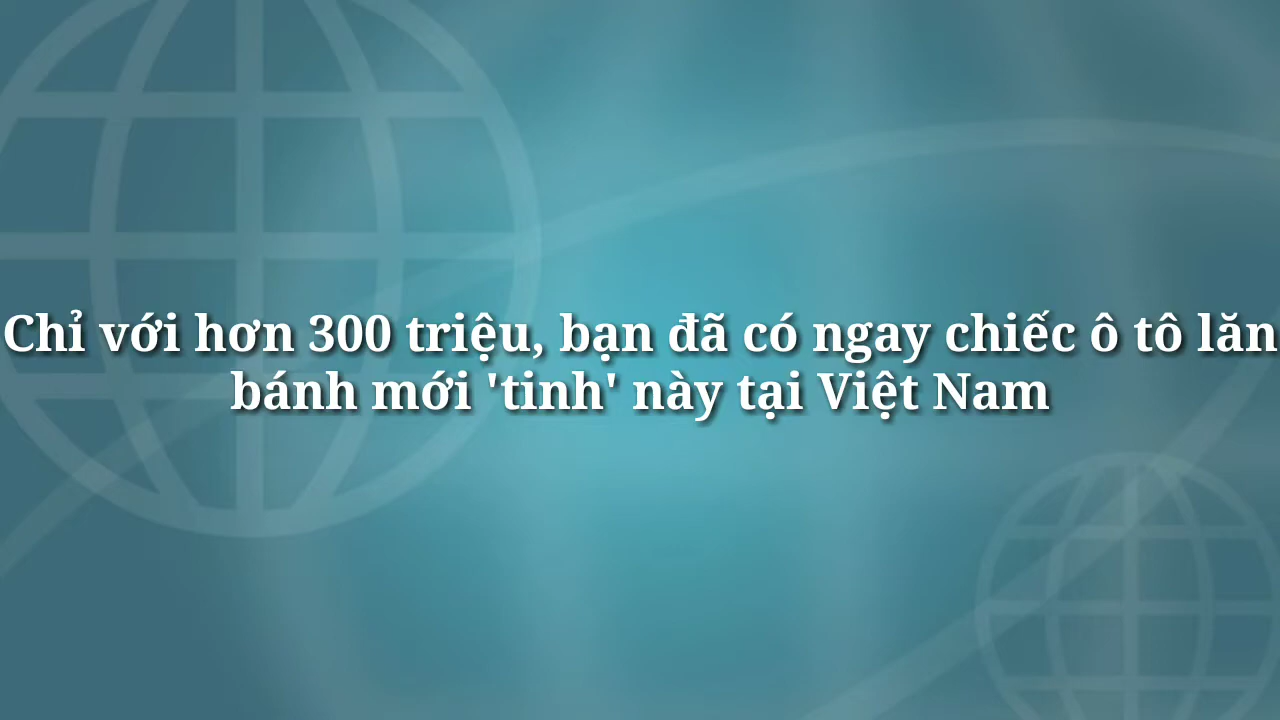 Chỉ với hơn 300 triệu, bạn đã có ngay chiếc ô tô lăn
bánh mới 'tinh' này tại Việt Nam